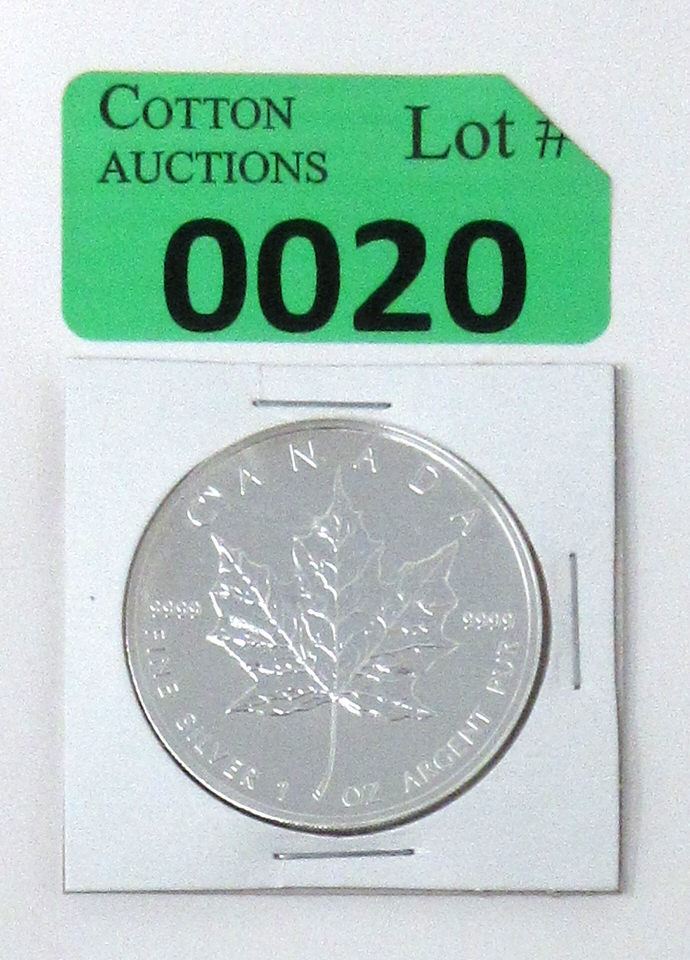 COTTON Lot #
AUCTIONS
0020
CANADA
9999 9999
FINE SILVER 1 OZ ARGENT PUR